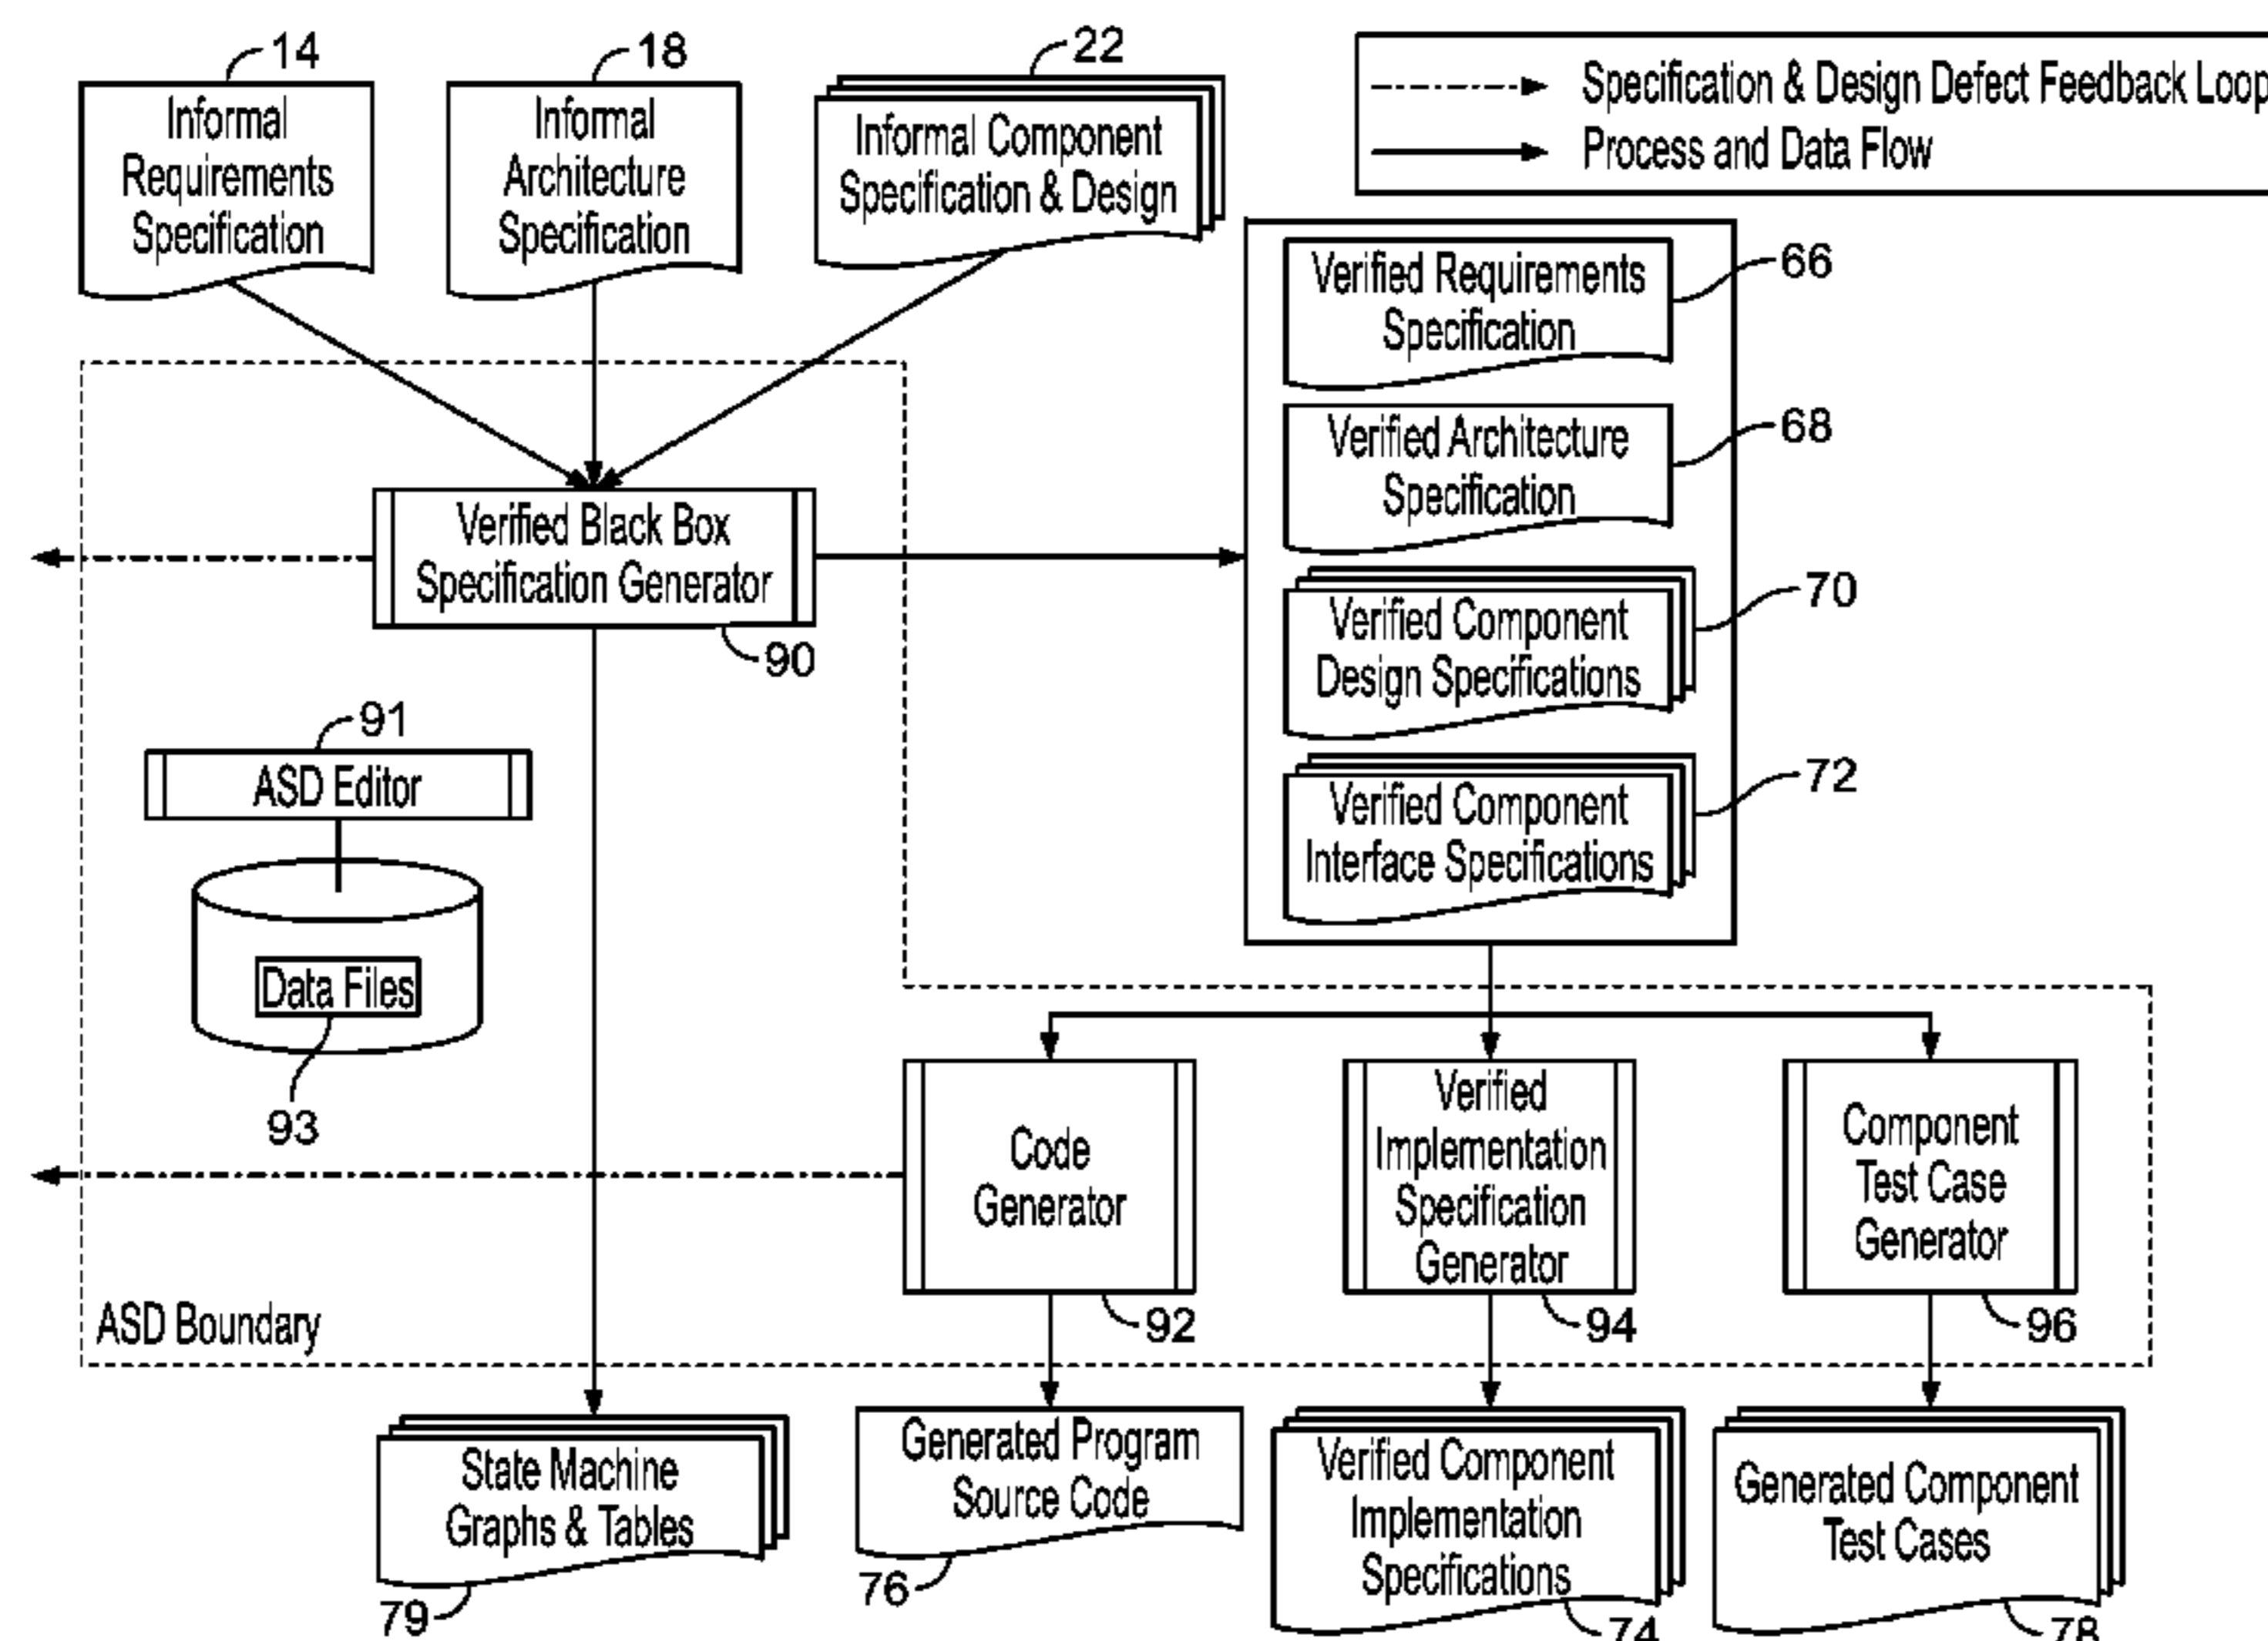 14
18
22
Informal
Requirements
Specification
Informal
Architecture
Specification
Informal Component
Specification & Design
Specification & Design Defect Feedback Loop
Process and Data Flow
Verified Requirements
Specification
66
Verified Architecture
Specification
68
Verified Black Box
Specification Generator
90
Verified Component
Design Specifications
70
91
ASD Editor
Verified Component
Interface Specifications
72
Data Files
93
Code
Generator
92
Verified
Implementation
Specification
Generator
94
Component
Test Case
Generator
96
ASD Boundary
State Machine
Graphs & Tables
79
Generated Program
Source Code
76
Verified Component
Implementation
Specifications
74
Generated Component
Test Cases
78